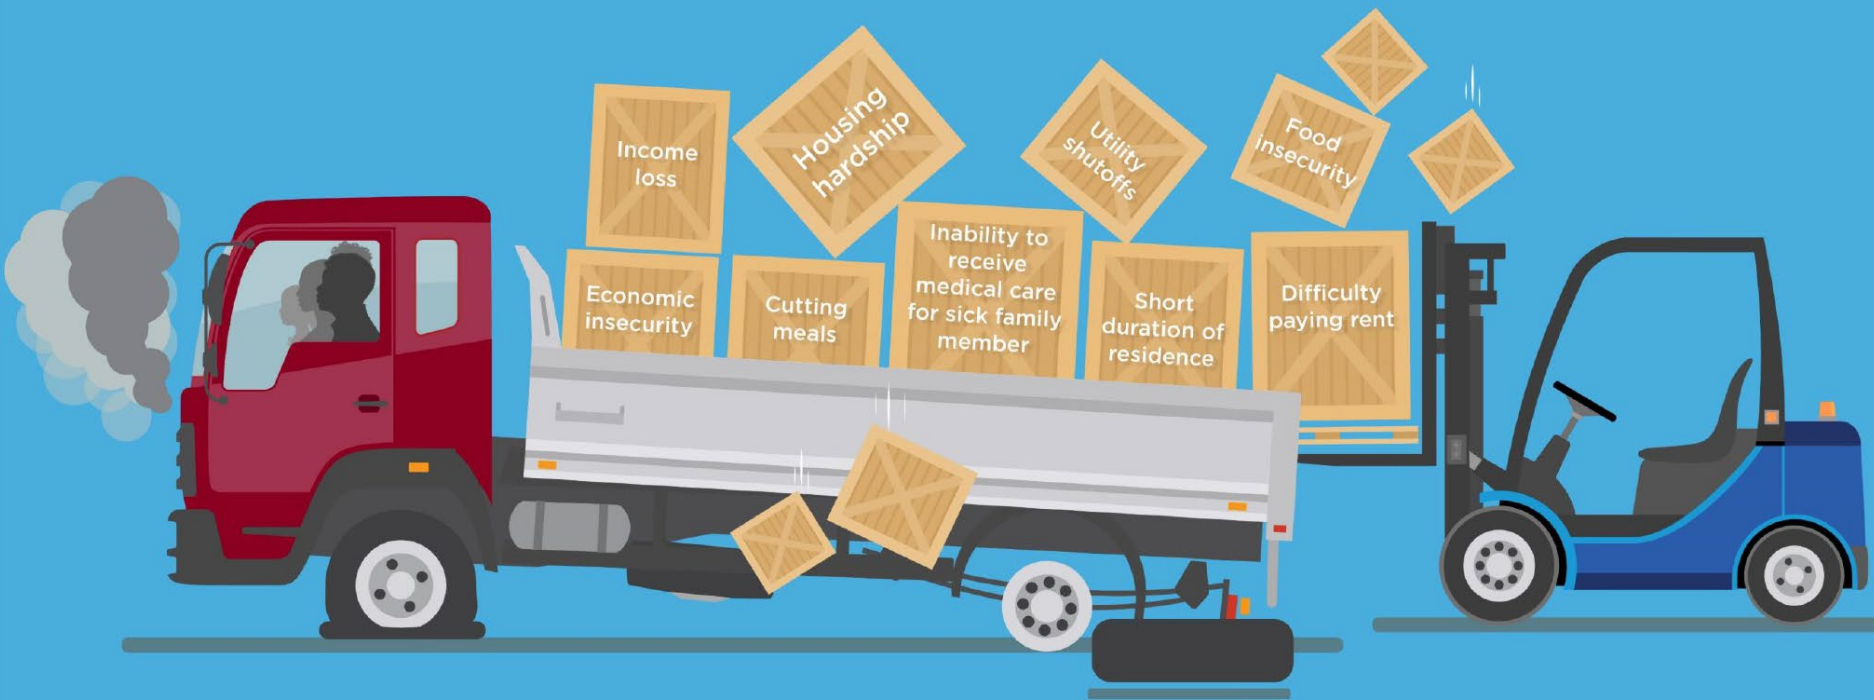 Income
loss
Housing
hardship
Utility
shutoffs
Food
insecurity
Economic
insecurity
Cutting
meals
Inability to
receive
medical care
for sick family
member
Short
duration of
residence
Difficulty
paying rent